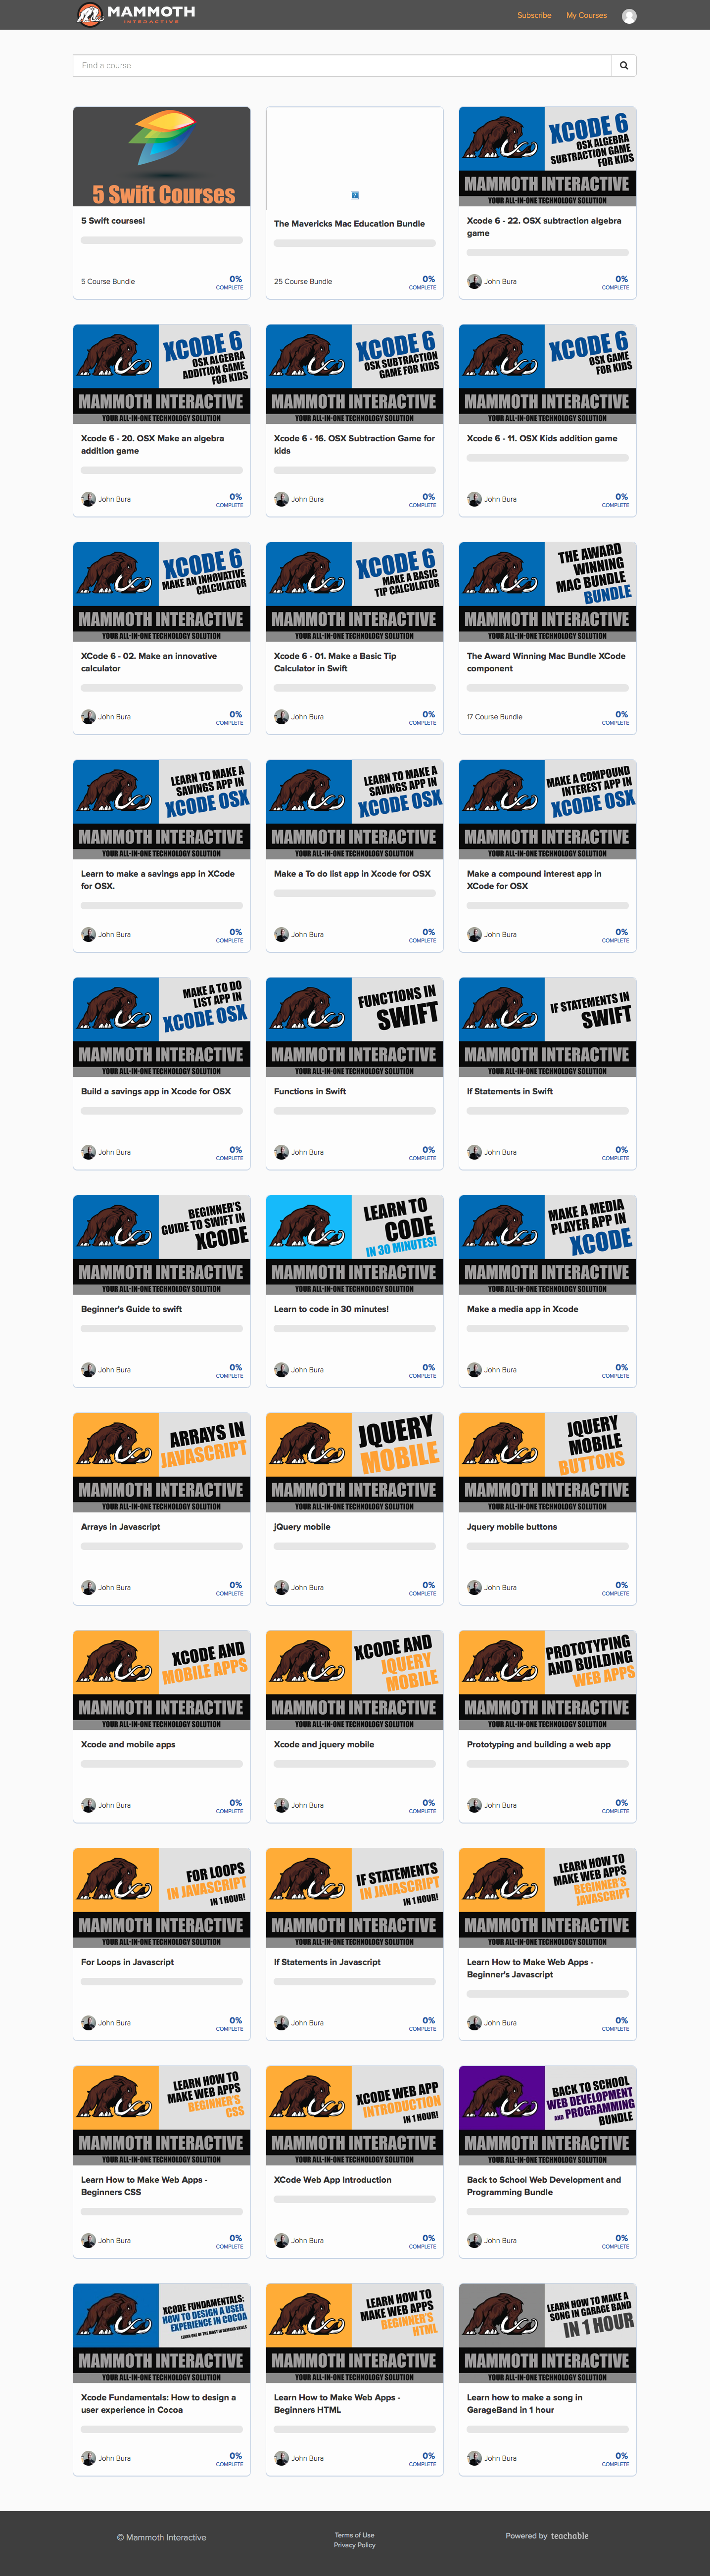 MAMMOTH
INTERACTIVE
Subscribe
My Courses
Find a course
5 Swift Courses
5 Swift courses!
5 Course Bundle
0%
COMPLETE
The Mavericks Mac Education Bundle
25 Course Bundle
0%
COMPLETE
XCODE 6
OSX ALGEBRA
SUBTRACTION GAME
FOR KIDS
MAMMOTH INTERACTIVE
YOUR ALL-IN-ONE TECHNOLOGY SOLUTION
Xcode 6 - 22. OSX subtraction algebra
game
John Bura
0%
COMPLETE
XCODE 6
OSX ALGEBRA
ADDITION GAME
FOR KIDS
MAMMOTH INTERACTIVE
YOUR ALL-IN-ONE TECHNOLOGY SOLUTION
Xcode 6 - 20. OSX Make an algebra
addition game
John Bura
0%
COMPLETE
XCODE 6
OSX SUBTRACTION
GAME FOR KIDS
MAMMOTH INTERACTIVE
YOUR ALL-IN-ONE TECHNOLOGY SOLUTION
Xcode 6 - 16. OSX Subtraction Game for
kids
John Bura
0%
COMPLETE
XCODE 6
OSX GAME
FOR KIDS
MAMMOTH INTERACTIVE
YOUR ALL-IN-ONE TECHNOLOGY SOLUTION
Xcode 6 - 11. OSX Kids addition game
John Bura
0%
COMPLETE
XCODE 6
MAKE AN INNOVATIVE
CALCULATOR
MAMMOTH INTERACTIVE
YOUR ALL-IN-ONE TECHNOLOGY SOLUTION
XCode 6 - 02. Make an innovative
calculator
John Bura
0%
COMPLETE
XCODE 6
MAKE A BASIC
TIP CALCULATOR
MAMMOTH INTERACTIVE
YOUR ALL-IN-ONE TECHNOLOGY SOLUTION
Xcode 6 - 01. Make a Basic Tip
Calculator in Swift
John Bura
0%
COMPLETE
THE AWARD
WINNING
MAC BUNDLE
BUNDLE
MAMMOTH INTERACTIVE
YOUR ALL-IN-ONE TECHNOLOGY SOLUTION
The Award Winning Mac Bundle XCode
component
17 Course Bundle
0%
COMPLETE
LEARN TO MAKE A
SAVINGS APP IN
XCODE OSX
MAMMOTH INTERACTIVE
YOUR ALL-IN-ONE TECHNOLOGY SOLUTION
Learn to make a savings app in XCode
for OSX.
John Bura
0%
COMPLETE
LEARN TO MAKE A
SAVINGS APP IN
XCODE OSX
MAMMOTH INTERACTIVE
YOUR ALL-IN-ONE TECHNOLOGY SOLUTION
Make a To do list app in Xcode for OSX
John Bura
0%
COMPLETE
MAKE A COMPOUND
INTEREST APP IN
XCODE OSX
MAMMOTH INTERACTIVE
YOUR ALL-IN-ONE TECHNOLOGY SOLUTION
Make a compound interest app in
XCode for OSX
John Bura
0%
COMPLETE
MAKE A TO DO
LIST APP IN
XCODE OSX
MAMMOTH INTERACTIVE
YOUR ALL-IN-ONE TECHNOLOGY SOLUTION
Build a savings app in Xcode for OSX
John Bura
0%
COMPLETE
FUNCTIONS IN
SWIFT
MAMMOTH INTERACTIVE
YOUR ALL-IN-ONE TECHNOLOGY SOLUTION
Functions in Swift
John Bura
0%
COMPLETE
IF STATEMENTS IN
SWIFT
MAMMOTH INTERACTIVE
YOUR ALL-IN-ONE TECHNOLOGY SOLUTION
If Statements in Swift
John Bura
0%
COMPLETE
BEGINNER'S
GUIDE TO SWIFT IN
XCODE
MAMMOTH INTERACTIVE
YOUR ALL-IN-ONE TECHNOLOGY SOLUTION
Beginner's Guide to swift
John Bura
0%
COMPLETE
LEARN TO
CODE
IN 30 MINUTES!
MAMMOTH INTERACTIVE
YOUR ALL-IN-ONE TECHNOLOGY SOLUTION
Learn to code in 30 minutes!
John Bura
0%
COMPLETE
MAKE A MEDIA
PLAYER APP IN
XCODE
MAMMOTH INTERACTIVE
YOUR ALL-IN-ONE TECHNOLOGY SOLUTION
Make a media app in Xcode
John Bura
0%
COMPLETE
ARRAYS IN
JAVASCRIPT
MAMMOTH INTERACTIVE
YOUR ALL-IN-ONE TECHNOLOGY SOLUTION
Arrays in Javascript
John Bura
0%
COMPLETE
JQUERY
MOBILE
MAMMOTH INTERACTIVE
YOUR ALL-IN-ONE TECHNOLOGY SOLUTION
jQuery mobile
John Bura
0%
COMPLETE
JQUERY
MOBILE
BUTTONS
MAMMOTH INTERACTIVE
YOUR ALL-IN-ONE TECHNOLOGY SOLUTION
Jquery mobile buttons
John Bura
0%
COMPLETE
XCODE AND
MOBILE APPS
MAMMOTH INTERACTIVE
YOUR ALL-IN-ONE TECHNOLOGY SOLUTION
Xcode and mobile apps
John Bura
0%
COMPLETE
XCODE AND
JQUERY
MOBILE
MAMMOTH INTERACTIVE
YOUR ALL-IN-ONE TECHNOLOGY SOLUTION
Xcode and jquery mobile
John Bura
0%
COMPLETE
PROTOTYPING
AND BUILDING
WEB APPS
MAMMOTH INTERACTIVE
YOUR ALL-IN-ONE TECHNOLOGY SOLUTION
Prototyping and building a web app
John Bura
0%
COMPLETE
FOR LOOPS
IN JAVASCRIPT
IN 1 HOUR!
MAMMOTH INTERACTIVE
YOUR ALL-IN-ONE TECHNOLOGY SOLUTION
For Loops in Javascript
John Bura
0%
COMPLETE
IF STATEMENTS
IN JAVASCRIPT
IN 1 HOUR!
MAMMOTH INTERACTIVE
YOUR ALL-IN-ONE TECHNOLOGY SOLUTION
If Statements in Javascript
John Bura
0%
COMPLETE
LEARN HOW TO
MAKE WEB APPS
BEGINNER'S
JAVASCRIPT
MAMMOTH INTERACTIVE
YOUR ALL-IN-ONE TECHNOLOGY SOLUTION
Learn How to Make Web Apps -
Beginner's Javascript
John Bura
0%
COMPLETE
LEARN HOW TO
MAKE WEB APPS
BEGINNER'S
CSS
MAMMOTH INTERACTIVE
YOUR ALL-IN-ONE TECHNOLOGY SOLUTION
Learn How to Make Web Apps -
Beginners CSS
John Bura
0%
COMPLETE
XCODE WEB APP
INTRODUCTION
IN 1 HOUR!
MAMMOTH INTERACTIVE
YOUR ALL-IN-ONE TECHNOLOGY SOLUTION
XCode Web App Introduction
John Bura
0%
COMPLETE
BACK TO SCHOOL
WEB DEVELOPMENT
AND PROGRAMMING
BUNDLE
MAMMOTH INTERACTIVE
YOUR ALL-IN-ONE TECHNOLOGY SOLUTION
Back to School Web Development and
Programming Bundle
John Bura
0%
COMPLETE
XCODE FUNDAMENTALS:
HOW TO DESIGN A USER
EXPERIENCE IN COCOA
LEARN ONE OF THE MOST IN DEMAND SKILLS
MAMMOTH INTERACTIVE
YOUR ALL-IN-ONE TECHNOLOGY SOLUTION
Xcode Fundamentals: How to design a
user experience in Cocoa
John Bura
0%
COMPLETE
LEARN HOW TO
MAKE WEB APPS
BEGINNER'S
HTML
MAMMOTH INTERACTIVE
YOUR ALL-IN-ONE TECHNOLOGY SOLUTION
Learn How to Make Web Apps -
Beginners HTML
John Bura
0%
COMPLETE
LEARN HOW TO MAKE A
SONG IN GARAGE BAND
IN 1 HOUR
MAMMOTH INTERACTIVE
YOUR ALL-IN-ONE TECHNOLOGY SOLUTION
Learn how to make a song in
GarageBand in 1 hour
John Bura
0%
COMPLETE
© Mammoth Interactive
Terms of Use
Privacy Policy
Powered by teachable